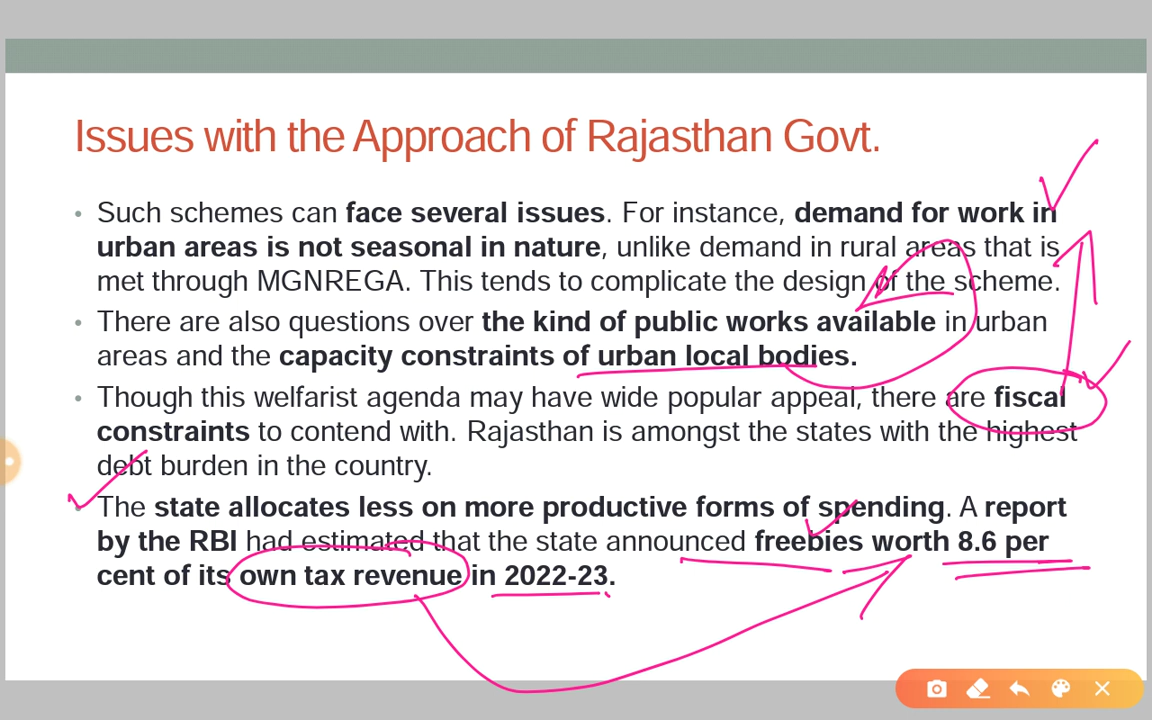 Issues with the Approach of Rajasthan Govt.
• Such schemes can face several issues. For instance, demand for work in
urban areas is not seasonal in nature, unlike demand in rural areas that is
met through MGNREGA. This tends to complicate the design of the scheme.
• There are also questions over the kind of public works available in urban
areas and the capacity constraints of urban local bodies.
• Though this welfarist agenda may have wide popular appeal, there are fiscal
constraints to contend with. Rajasthan is amongst the states with the highest
debt burden in the country.
• The state allocates less on more productive forms of spending. A report
by the RBI had estimated that the state announced freebies worth 8.6 per
cent of its own tax revenue in 2022-23.